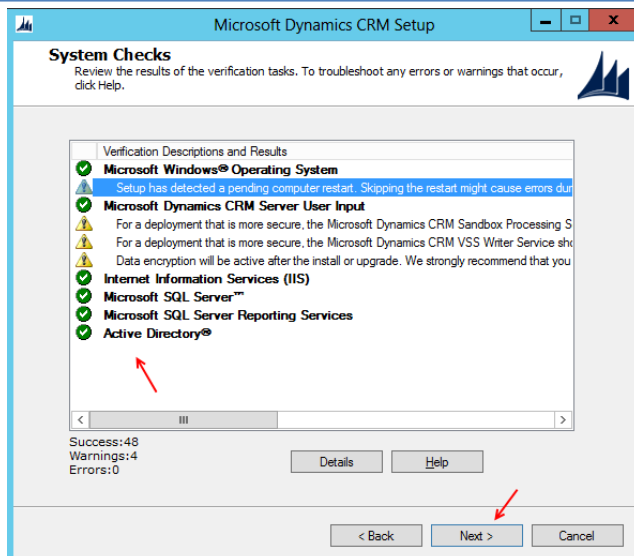 Microsoft Dynamics CRM Setup
System Checks
Review the results of the verification tasks. To troubleshoot any errors or warnings that occur,
click Help.
Verification Descriptions and Results
Microsoft Windows® Operating System
Setup has detected a pending computer restart. Skipping the restart might cause errors dur
Microsoft Dynamics CRM Server User Input
For a deployment that is more secure, the Microsoft Dynamics CRM Sandbox Processing S
For a deployment that is more secure, the Microsoft Dynamics CRM VSS Writer Service sho
Data encryption will be active after the install or upgrade. We strongly recommend that you
Internet Information Services (IIS)
Microsoft SQL Server™
Microsoft SQL Server Reporting Services
Active Directory®
Success:48
Warnings:4
Errors:0
Details
Help
< Back
Next >
Cancel